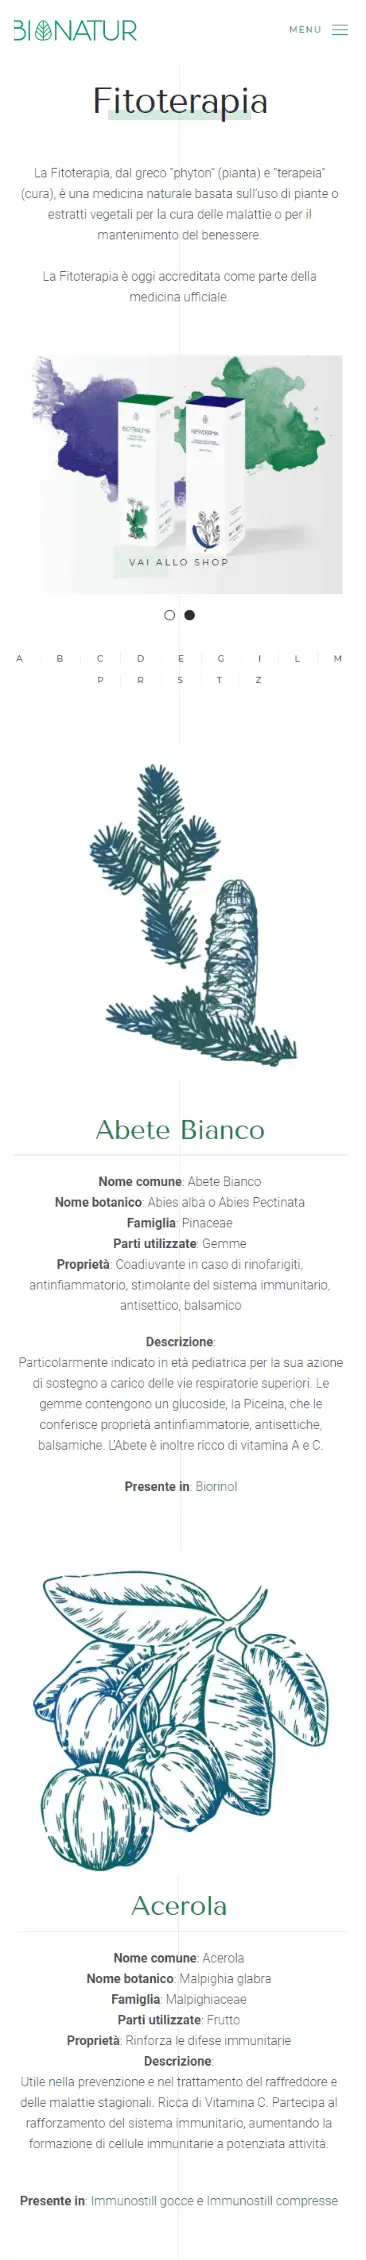 BIONATUR
MENU
Fitoterapia
La Fitoterapia, dal greco “phyton” (pianta) e “terapeia”
(cura), è una medicina naturale basata sull’uso di piante o
estratti vegetali per la cura delle malattie o per il
mantenimento del benessere.
La Fitoterapia è oggi accreditata come parte della
medicina ufficiale.
BIOTRAUMA
NEWDERMA
VAI ALLO SHOP
A B C D E G I L M
P R S T Z
Abete Bianco
Nome comune: Abete Bianco
Nome botanico: Abies alba o Abies Pectinata
Famiglia: Pinaceae
Parti utilizzate: Gemme
Proprietà: Coadiuvante in caso di rinofarigiti,
antinfiammatorio, stimolante del sistema immunitario,
antisettico, balsamico
Descrizione:
Particolarmente indicato in età pediatrica per la sua azione
di sostegno a carico delle vie respiratorie superiori. Le
gemme contengono un glucoside, la Piceina, che le
conferisce proprietà antinfiammatorie, antisettiche,
balsamiche. L’Abete è inoltre ricco di vitamina A e C.
Presente in: Biorinol
Acerola
Nome comune: Acerola
Nome botanico: Malpighia glabra
Famiglia: Malpighiaceae
Parti utilizzate: Frutto
Proprietà: Rinforza le difese immunitarie
Descrizione:
Utile nella prevenzione e nel trattamento del raffreddore e
delle malattie stagionali. Ricca di Vitamina C. Partecipa al
rafforzamento del sistema immunitario, aumentando la
formazione di cellule immunitarie a potenziata attività.
Presente in: Immunostill gocce e Immunostill compresse